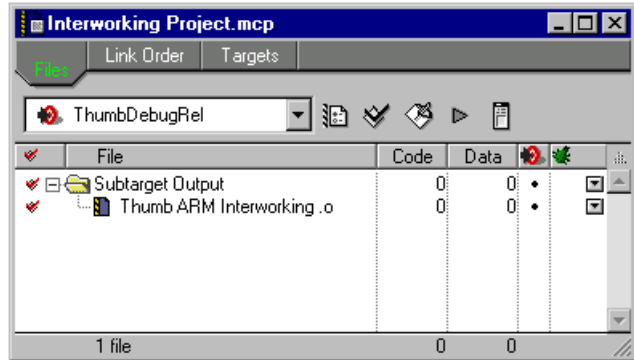 Interworking Project.mcp
Files Link Order Targets
ThumbDebugRel
File Code Data
Subtarget Output 0 0
Thumb ARM Interworking .o 0 0
1 file 0 0